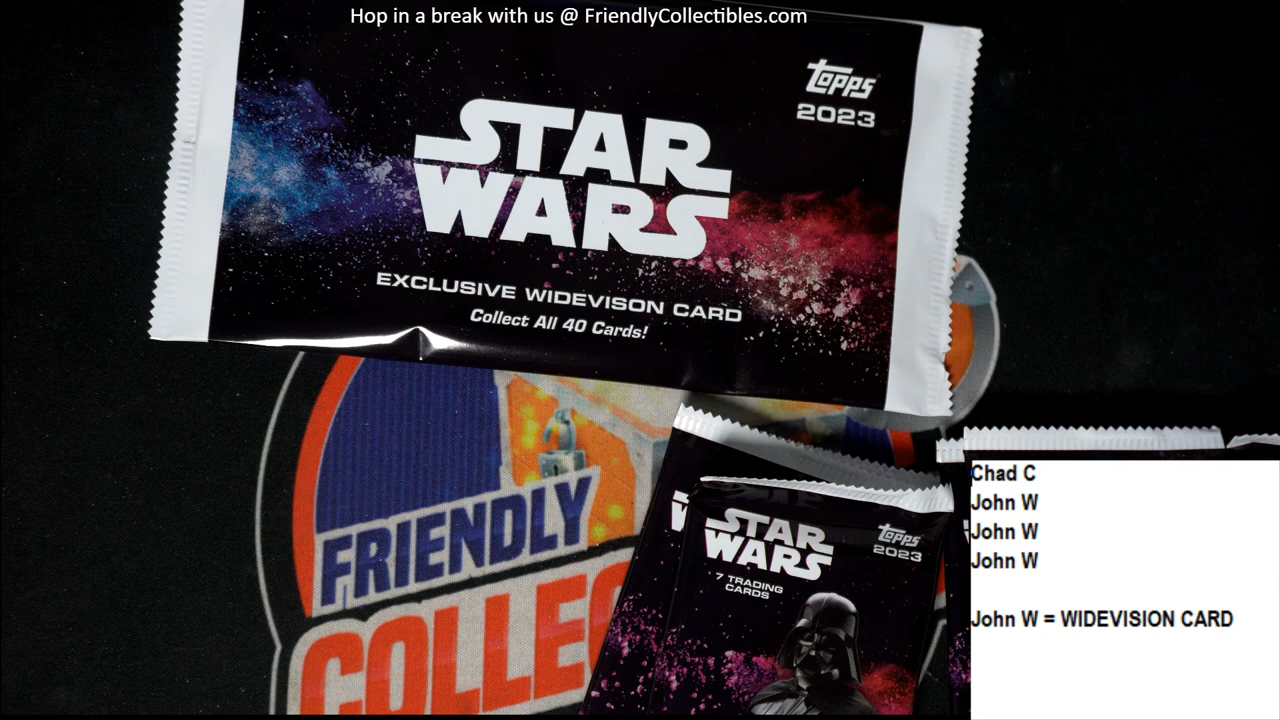 Hop in a break with us @ FriendlyCollectibles.com
Topps
2023
STAR
WARS
EXCLUSIVE WIDEVISON CARD
Collect All 40 Cards!
FRIENDLY
STAR
WARS
Topps
2023
7 TRADING
CARDS
Chad C
John W
John W
John W
John W = WIDEVISION CARD